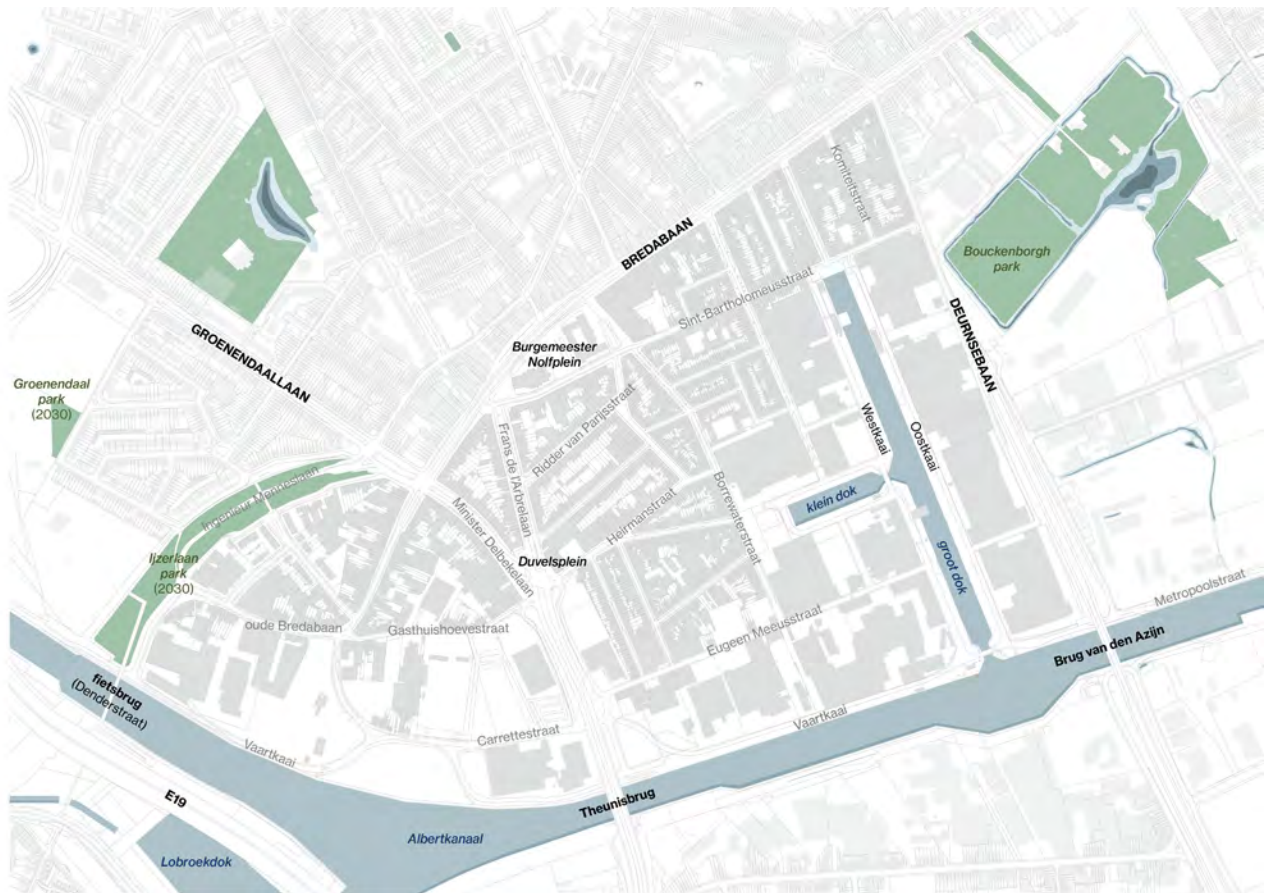 Komiteitstraat
BREDABAAN
Bouckenborgh
park
Sint-Bartholomeusstraat
DEURNSEBAAN
GROENENDAALLAAN
Burgemeester
Nolfplein
Groenendaal
park
(2030)
Ridder van Parijsstraat
Frans de l'Arbrelaan
Westkaai
Oostkaai
Ingenieur Menneslaan
Borrewaterstraat
klein dok
Minister Delbekelaan
Heirmanstraat
groot dok
Ijzerlaan
park
(2030)
Duvelsplein
Metropoolstraat
oude Bredabaan
Gasthuishoevestraat
Eugeen Meeusstraat
Brug van den Azijn
fietsbrug
(Denderstraat)
Vaartkaai
Vaartkaai
Carrettestraat
E19
Theunisbrug
Albertkanaal
Lobroekdok